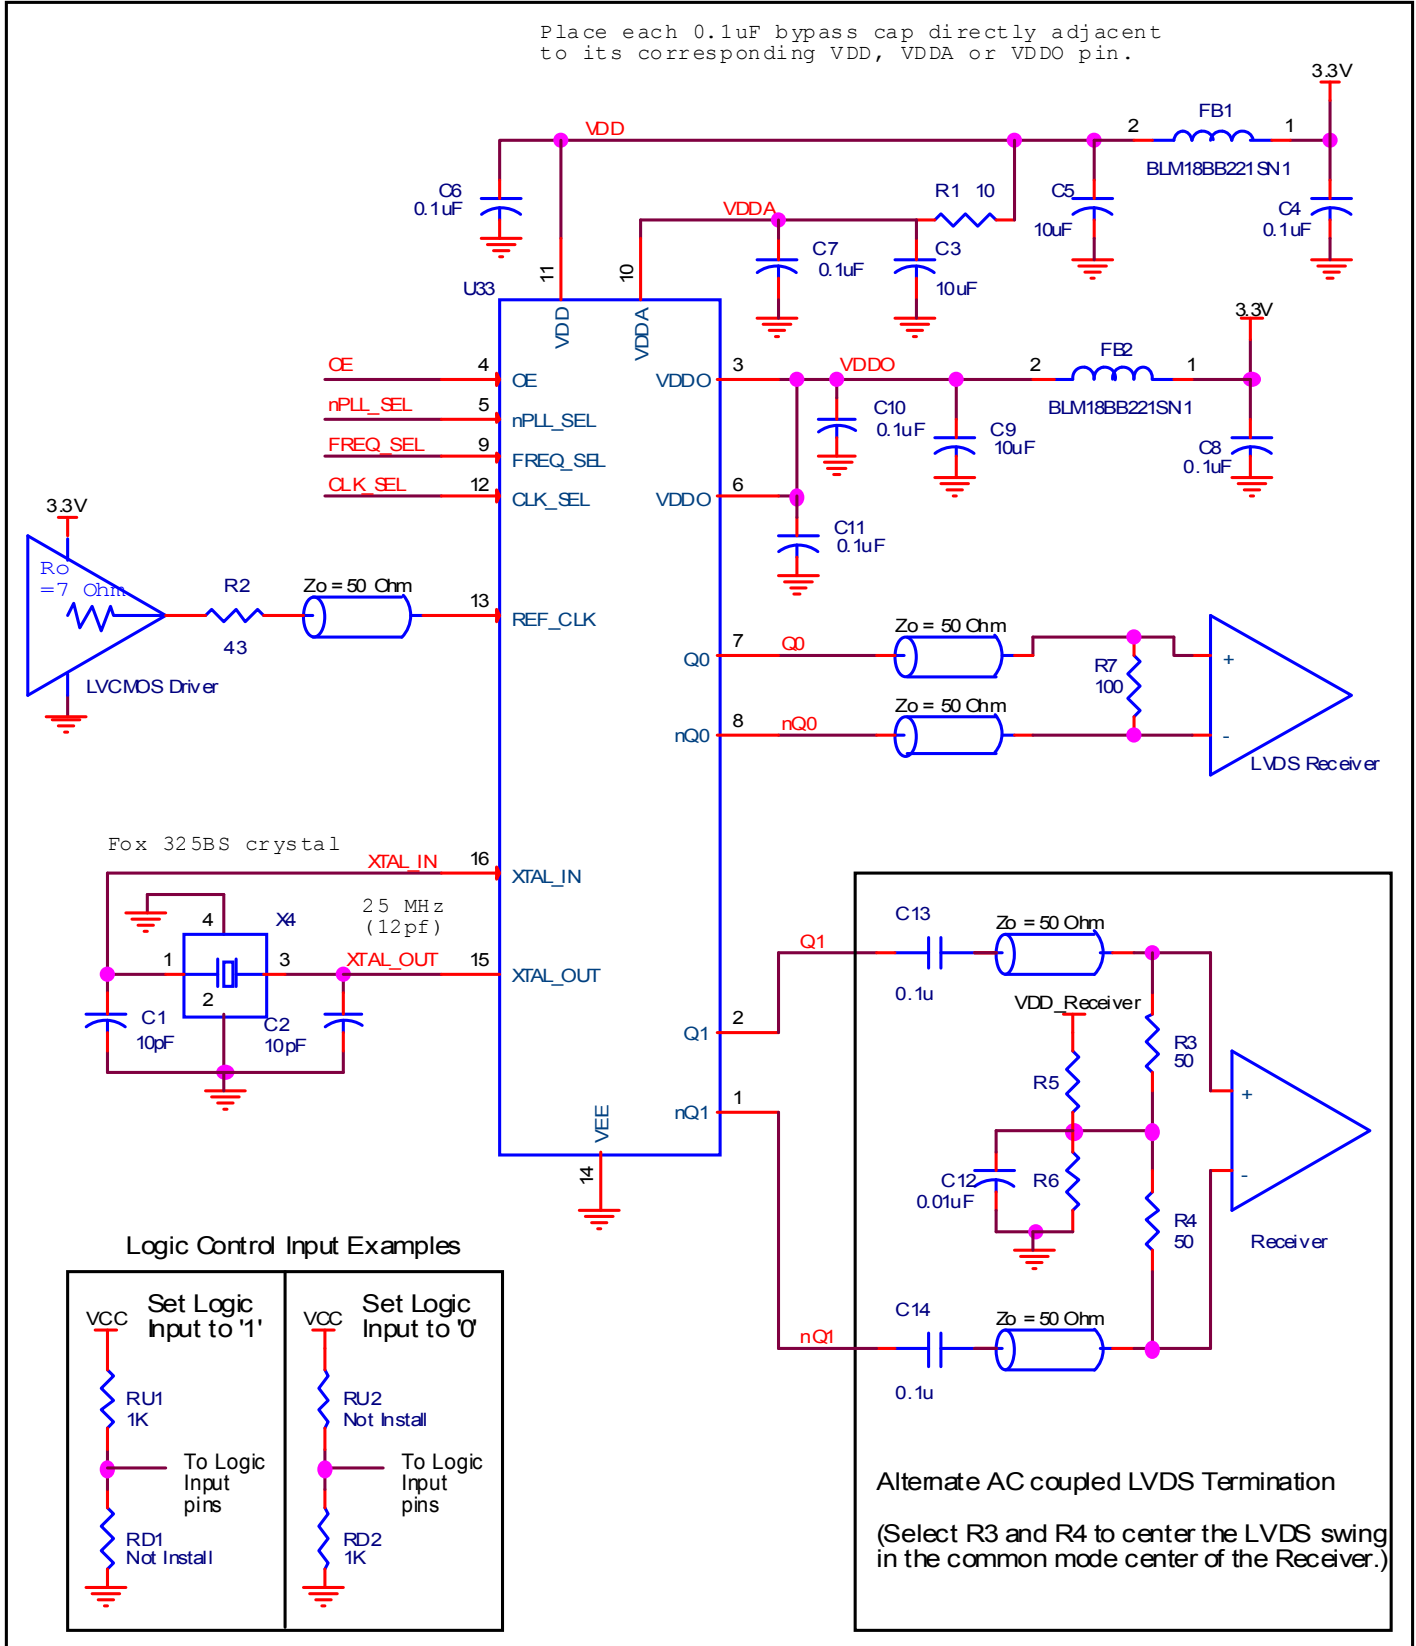 Place each 0.1uF bypass cap directly adjacent
to its corresponding VDD, VDDA or VDDO pin.
3.3V
FB1
VDD
2
1
BLM18BB221SN1
C6
0.1uF
R1 10
C5
10uF
C4
0.1uF
VDDA
C7
0.1uF
C3
10uF
11
10
U33
VDD
VDDA
3.3V
OE
4
OE
nPLL_SEL
5
nPLL_SEL
FREQ_SEL
9
FREQ_SEL
CLK_SEL
12
CLK_SEL
VDDO
3
VDDO
2
FB2
1
BLM18BB221SN1
C10
0.1uF
C9
10uF
C8
0.1uF
VDDO
6
C11
0.1uF
3.3V
Ro
=7 Ohm
R2
43
Zo = 50 Ohm
13
REF_CLK
LVCMOS Driver
Q0
7
Q0
Zo = 50 Ohm
R7
100
+
nQ0
8
nQ0
Zo = 50 Ohm
-
LVDS Receiver
Fox 325BS crystal
XTAL_IN
16
XTAL_IN
25 MHz
(12pf)
4
X4
1
3
2
XTAL_OUT
15
XTAL_OUT
C1
10pF
C2
10pF
Q1
2
Q1
C13
0.1u
Zo = 50 Ohm
VDD_Receiver
R3
50
R5
+
nQ1
1
VEE
14
C12
0.01uF
R6
-
R4
50
Receiver
nQ1
C14
0.1u
Zo = 50 Ohm
Logic Control Input Examples
VCC
Set Logic
Input to '1'
RU1
1K
To Logic
Input
pins
RD1
Not Install
VCC
Set Logic
Input to '0'
RU2
Not Install
To Logic
Input
pins
RD2
1K
Alternate AC coupled LVDS Termination
(Select R3 and R4 to center the LVDS swing
in the common mode center of the Receiver.)